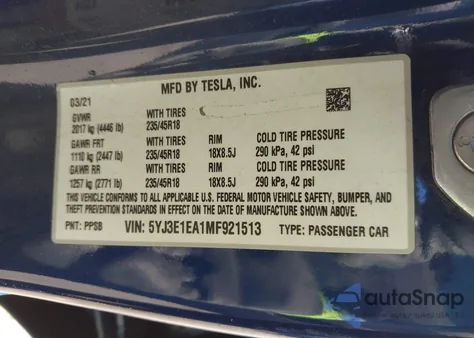 MFD BY TESLA, INC.
03/21
GVWR WITH TIRES
2017 kg (4446 lb) 235/45R18
GAWR FRT WITH TIRES RIM COLD TIRE PRESSURE
1110 kg (2447 lb) 235/45R18 18X8.5J 290 kPa, 42 psi
GAWR RR WITH TIRES RIM COLD TIRE PRESSURE
1257 kg (2771 lb) 235/45R18 18X8.5J 290 kPa, 42 psi
THIS VEHICLE CONFORMS TO ALL APPLICABLE FEDERAL MOTOR VEHICLE SAFETY, BUMPER, AND
THEFT PREVENTION STANDARDS IN EFFECT ON THE DATE OF MANUFACTURE SHOWN ABOVE.
PNT: PPSB VIN: 5YJ3E1EA1MF921513 TYPE: PASSENGER CAR
autoSnap